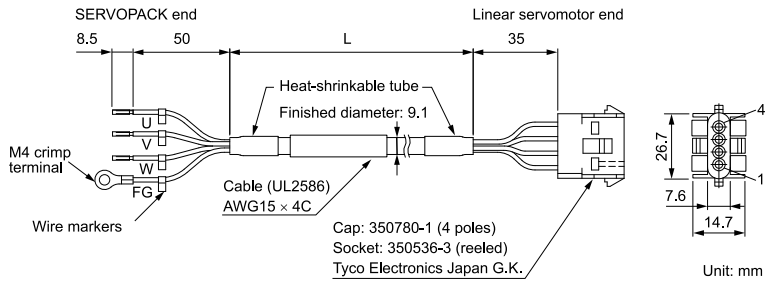 SERVOPACK end
Linear servomotor end
8.5
50
L
35
Heat-shrinkable tube
Finished diameter: 9.1
U
V
W
FG
M4 crimp
terminal
Wire markers
Cable (UL2586)
AWG15 × 4C
Cap: 350780-1 (4 poles)
Socket: 350536-3 (reeled)
Tyco Electronics Japan G.K.
4
1
26.7
7.6
14.7
Unit: mm